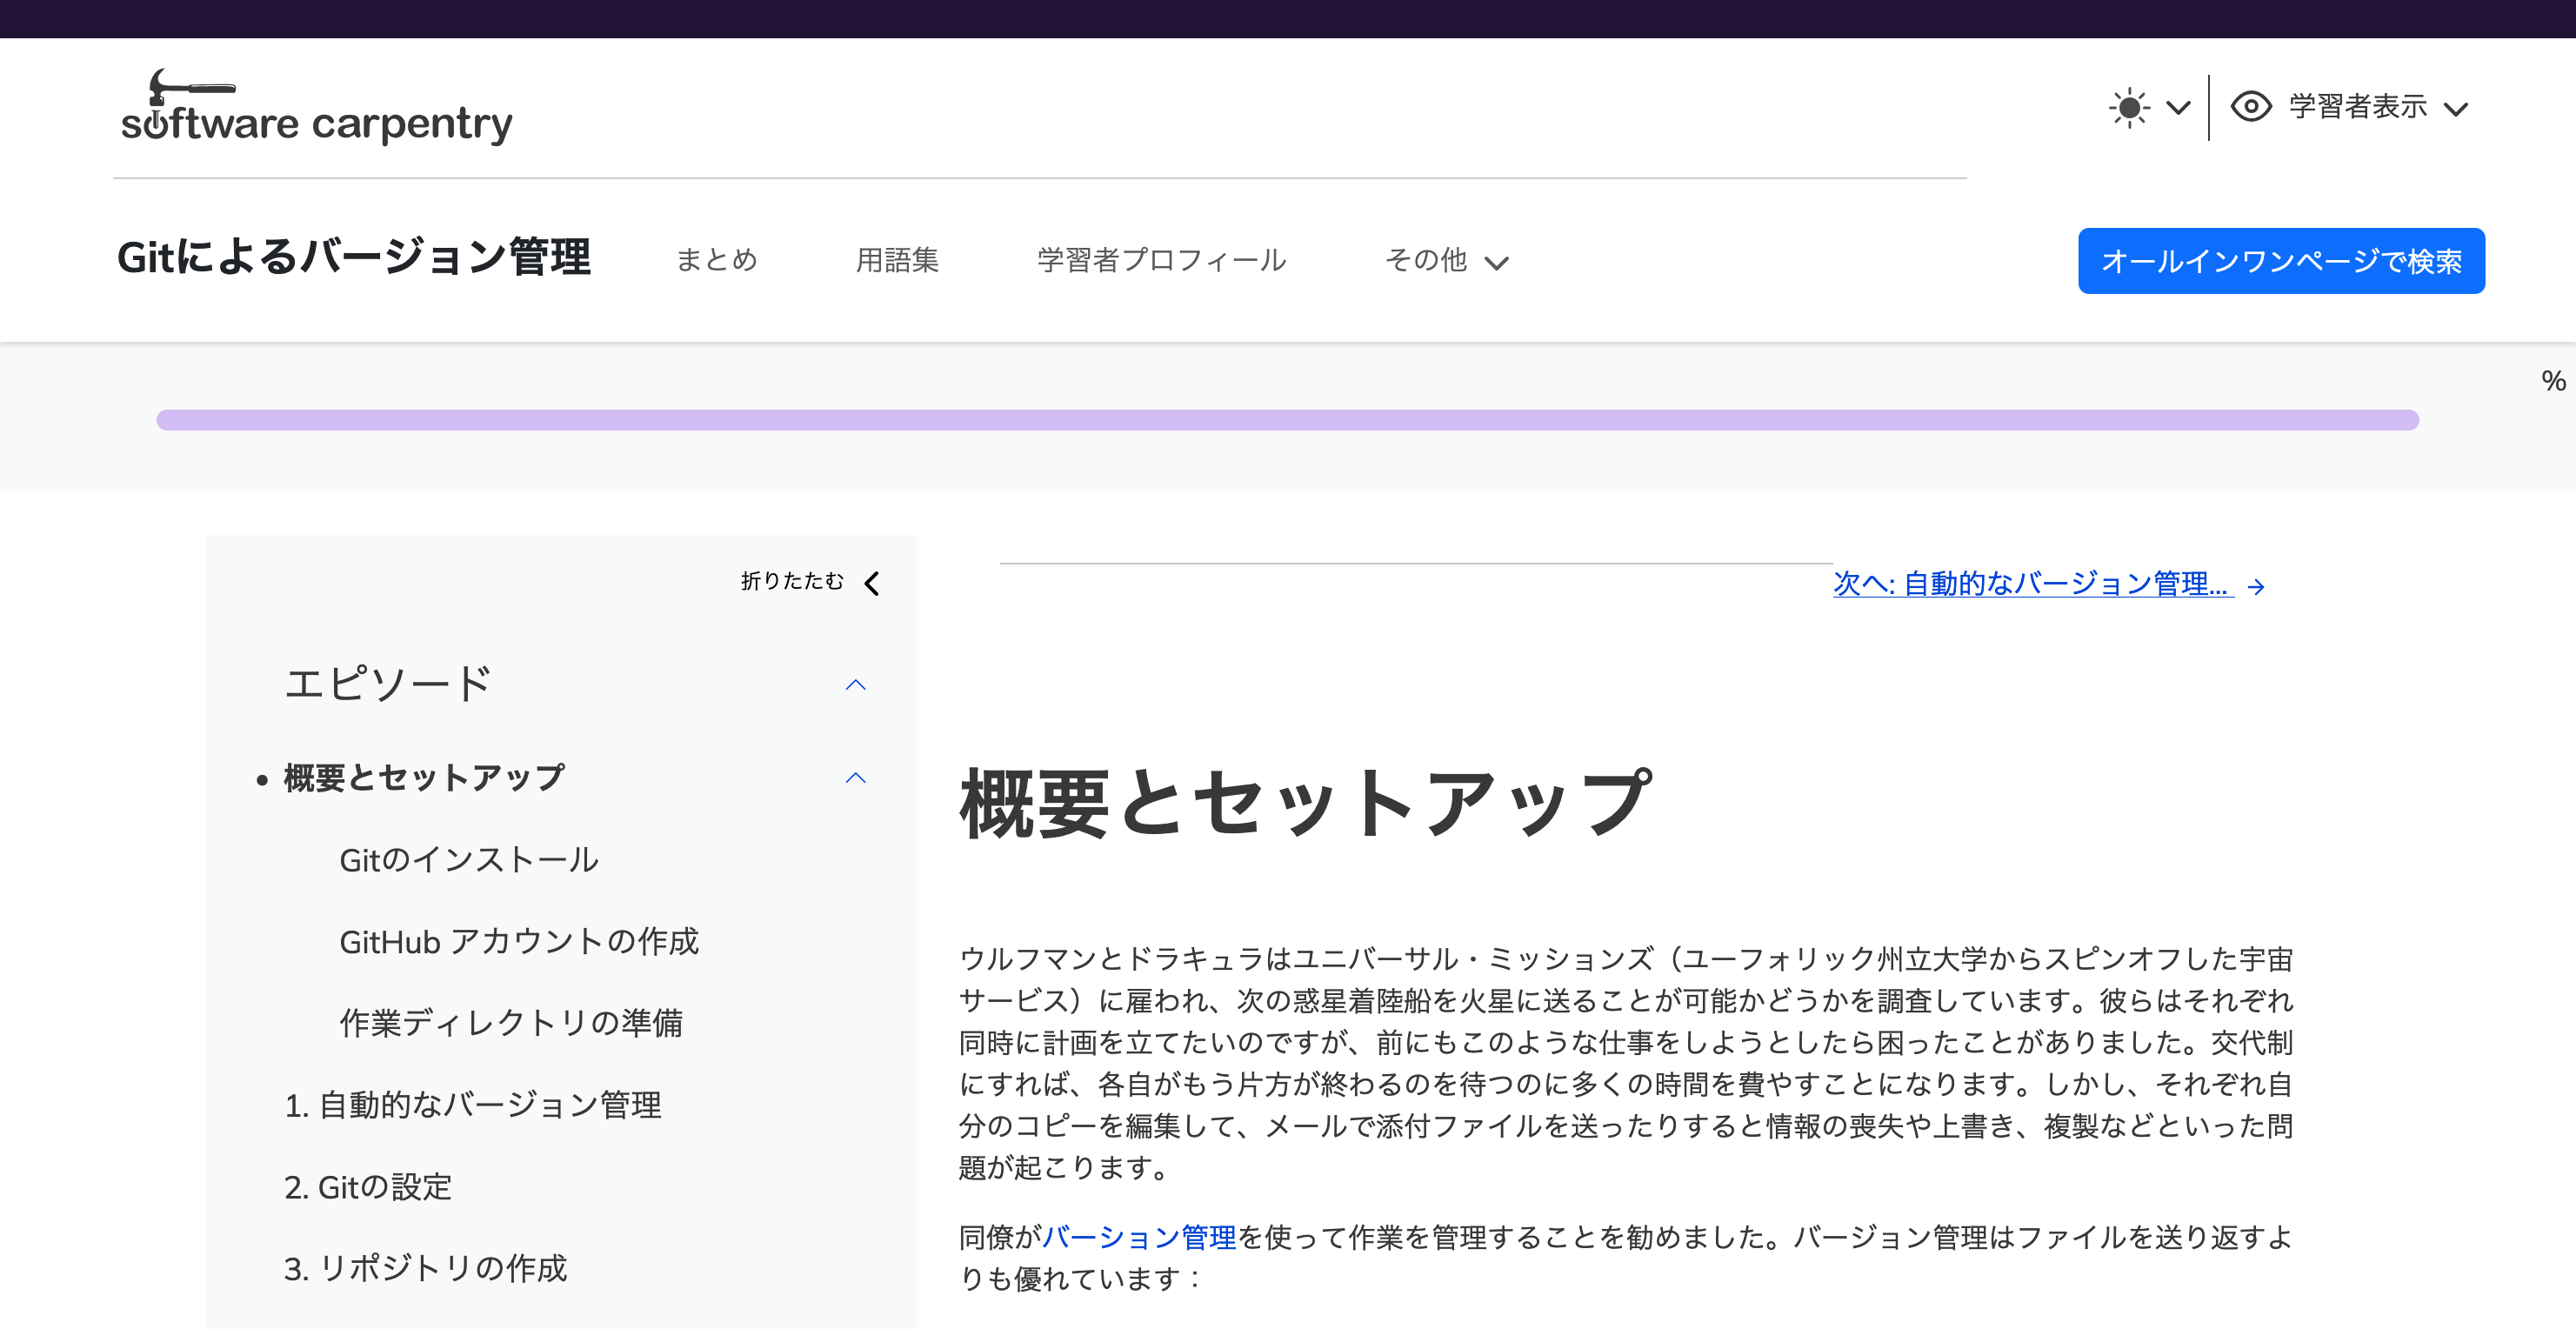 software carpentry
学習者表示
Gitによるバージョン管理
まとめ
用語集
学習者プロフィール
その他
オールインワンページで検索
%
折りたたむ
次へ: 自動的なバージョン管理...
エピソード
概要とセットアップ
Gitのインストール
GitHub アカウントの作成
作業ディレクトリの準備
1. 自動的なバージョン管理
2. Gitの設定
3. リポジトリの作成
概要とセットアップ
ウルフマンとドラキュラはユニバーサル・ミッションズ（ユーフォリック州立大学からスピンオフした宇宙
サービス）に雇われ、次の惑星着陸船を火星に送ることが可能かどうかを調査しています。彼らはそれぞれ
同時に計画を立てたいのですが、前にもこのような仕事をしようとしたら困ったことがありました。交代制
にすれば、各自がもう片方が終わるのを待つのに多くの時間を費やすことになります。しかし、それぞれ自
分のコピーを編集して、メールで添付ファイルを送ったりすると情報の喪失や上書き、複製などといった問
題が起こります。
同僚がバーション管理を使って作業を管理することを勧めました。バージョン管理はファイルを送り返すよ
りも優れています：